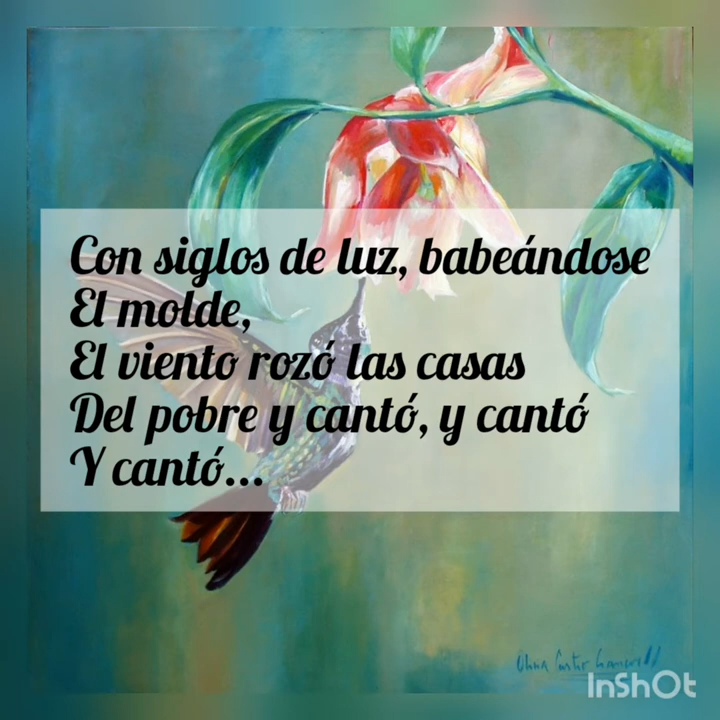 Con siglos de luz, babeándose
El molde,
El viento rozó las casas
Del pobre y cantó, y cantó
Y cantó...
InShOt